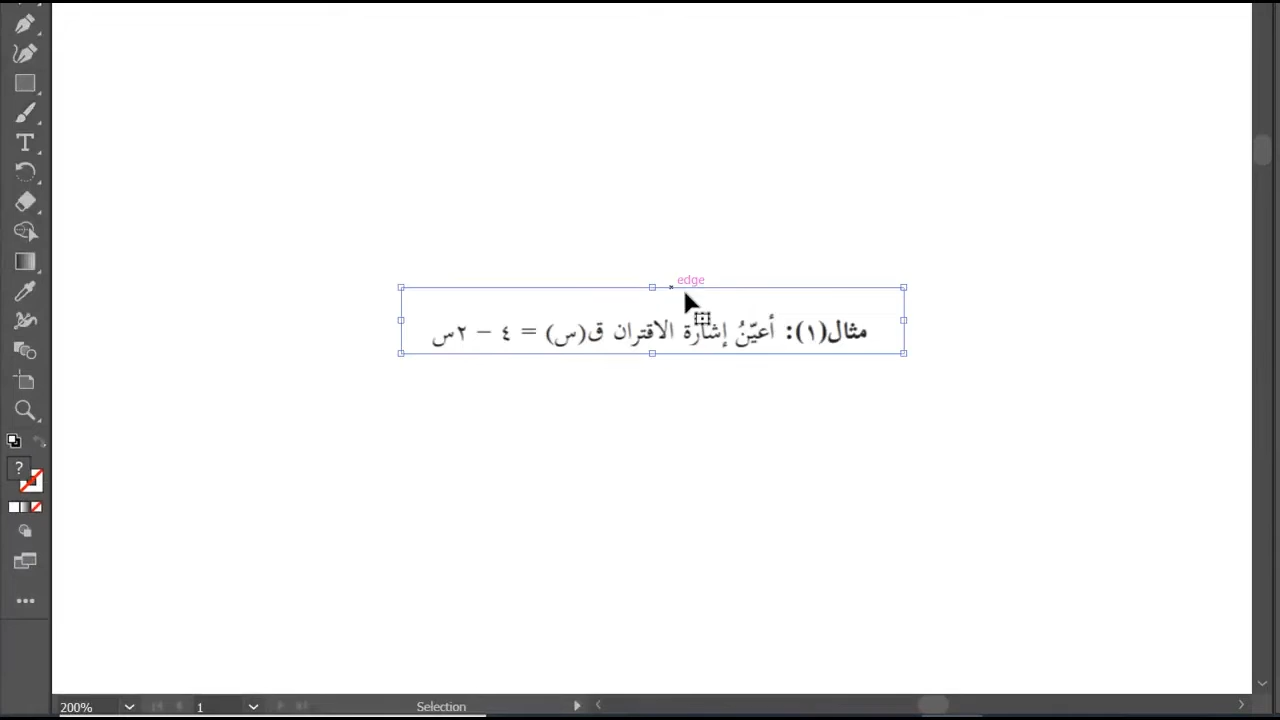 edge
مثال(١): أعيّنُ إشارة الاقتران ق(س) = ٤ − ٢س
?
200%
1
Selection